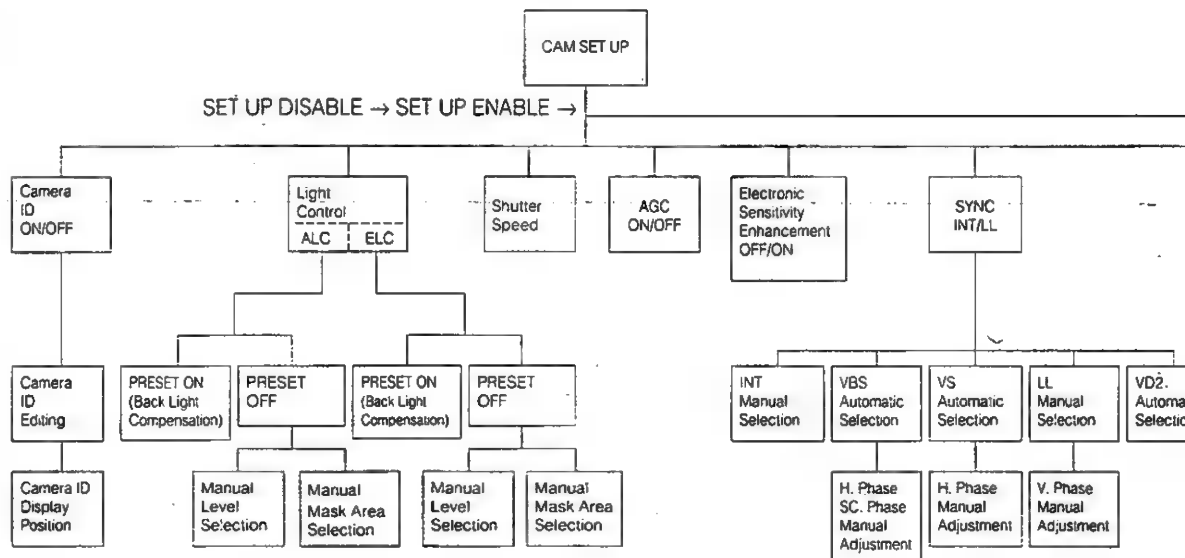 CAM SET UP
SET UP DISABLE → SET UP ENABLE →
Camera
ID
ON/OFF
Light
Control
ALC
ELC
Shutter
Speed
AGC
ON/OFF
Electronic
Sensitivity
Enhancement
OFF/ON
SYNC
INT/LL
Camera
ID
Editing
PRESET ON
(Back Light
Compensation)
PRESET
OFF
PRESET ON
(Back Light
Compensation)
PRESET
OFF
INT
Manual
Selection
VBS
Automatic
Selection
VS
Automatic
Selection
LL
Manual
Selection
VD2.
Automa
Selectio
Camera ID
Display
Position
Manual
Level
Selection
Manual
Mask Area
Selection
Manual
Level
Selection
Manual
Mask Area
Selection
H. Phase
SC. Phase
Manual
Adjustment
H. Phase
Manual
Adjustment
V. Phase
Manual
Adjustment